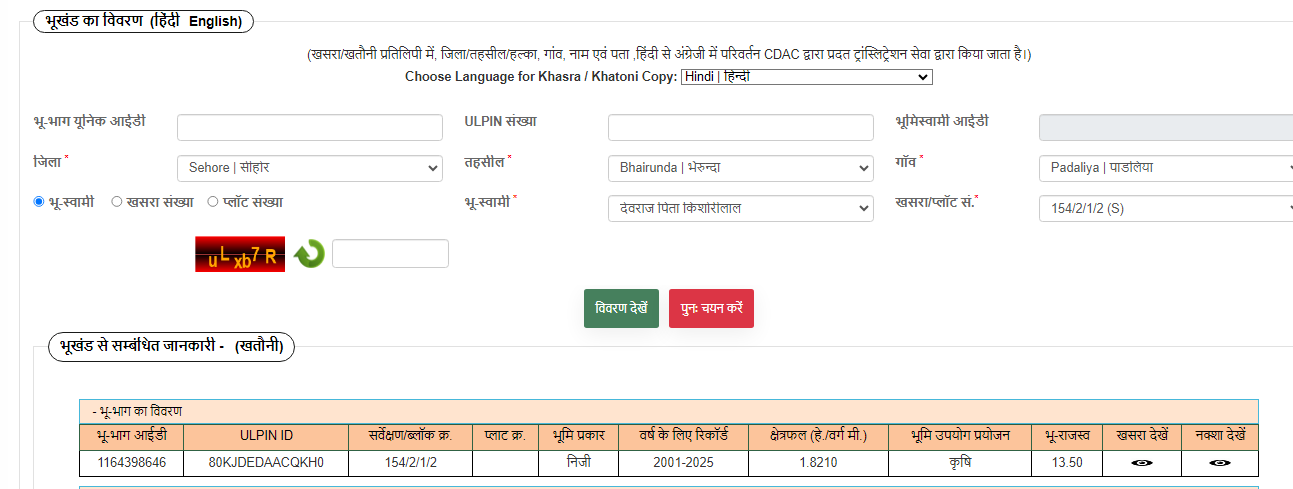 भूखंड का विवरण (हिंदी English)
(खसरा/खतौनी प्रतिलिपी में, जिला/तहसील/हल्का, गांव, नाम एवं पता ,हिंदी से अंग्रेजी में परिवर्तन CDAC द्वारा प्रदत ट्रांस्लिट्रेशन सेवा द्वारा किया जाता है।)
Choose Language for Khasra / Khatoni Copy: Hindi | हिन्दी
भू-भाग यूनिक आईडी ULPIN संख्या भूमिस्वामी आईडी
जिला * Sehore | सीहोर तहसील * Bhairunda | भेरुन्दा गॉव * Padaliya | पाडलिया
भू-स्वामी खसरा संख्या प्लॉट संख्या भू-स्वामी * देवराज पिता किशोरीलाल खसरा/प्लॉट सं.* 154/2/1/2 (S)
uLxb7R
विवरण देखें पुनः चयन करें
भूखंड से सम्बंधित जानकारी - (खतौनी)
- भू-भाग का विवरण
भू-भाग आईडी ULPIN ID सर्वेक्षण/ब्लॉक क्र. प्लाट क्र. भूमि प्रकार वर्ष के लिए रिकॉर्ड क्षेत्रफल (हे./वर्ग मी.) भूमि उपयोग प्रयोजन भू-राजस्व खसरा देखें नक्शा देखें
1164398646 80KJDEDAACQKH0 154/2/1/2 निजी 2001-2025 1.8210 कृषि 13.50